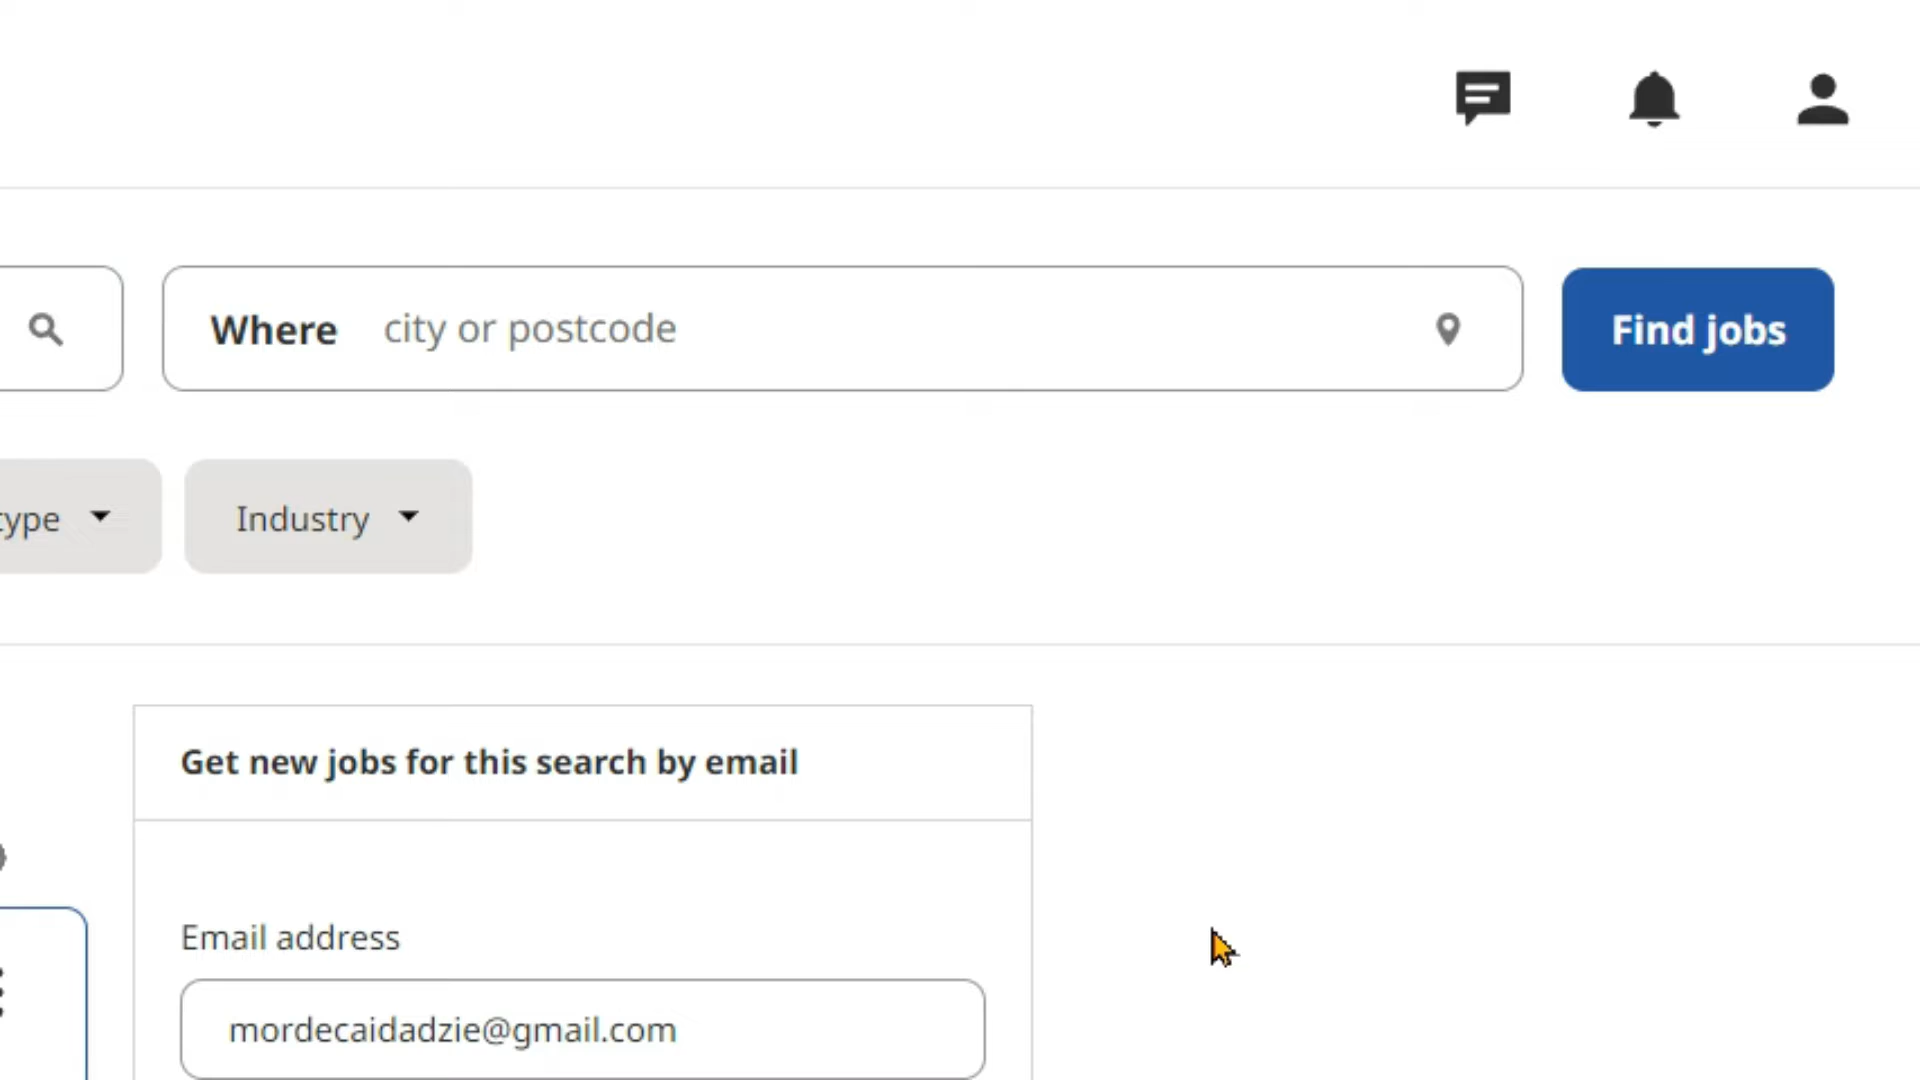 Where city or postcode
Find jobs
type
Industry
Get new jobs for this search by email
Email address
mordecaidadzie@gmail.com